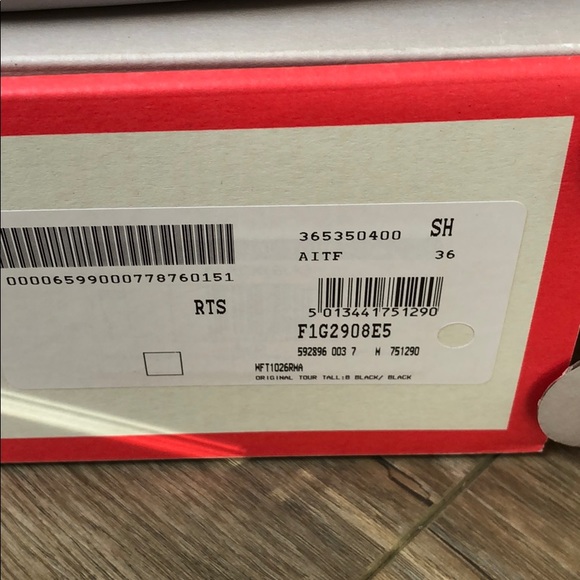 365350400 SH
AITF 36
00006599000778760151
RTS
5 013441 751290
F1G2908E5
592896 003 7 M 751290
WFT1026RMA
ORIGINAL TOUR TALL:B BLACK/ BLACK